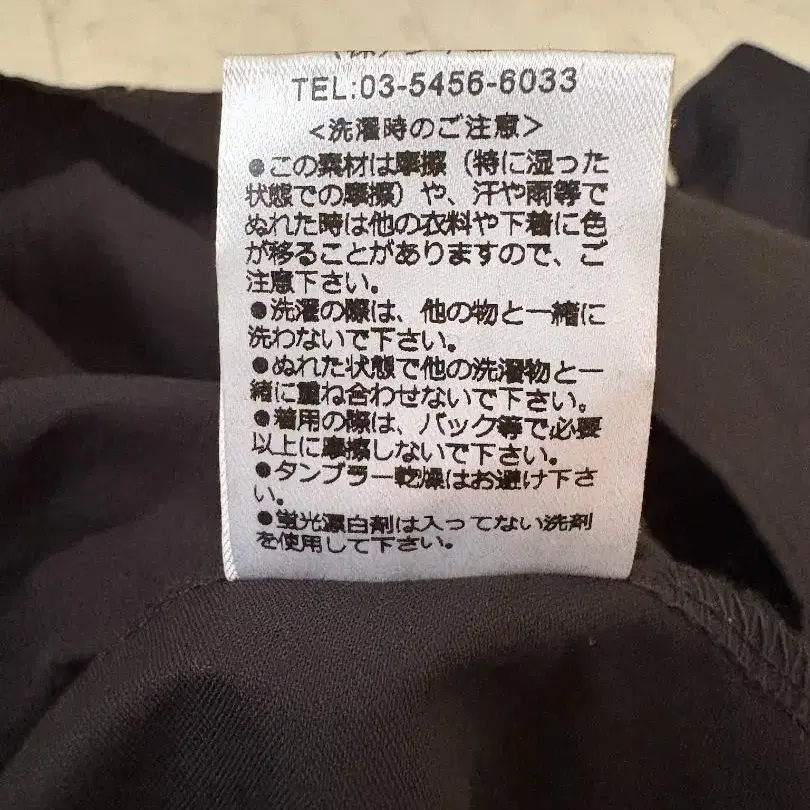 TEL:03-5456-6033
<洗濯時のご注意>
●この素材は摩擦（特に湿った
状態での摩擦）や、汗や雨等で
ぬれた時は他の衣料や下着に色
が移ることがありますので、ご
注意下さい。
●洗濯の際は、他の物と一緒に
洗わないで下さい。
●ぬれた状態で他の洗濯物と一
緒に重ね合わせないで下さい。
●着用の際は、バック等で必要
以上に摩擦しないで下さい。
●タンブラー乾燥はお避け下さ
い。
●蛍光漂白剤は入ってない洗剤
を使用して下さい。